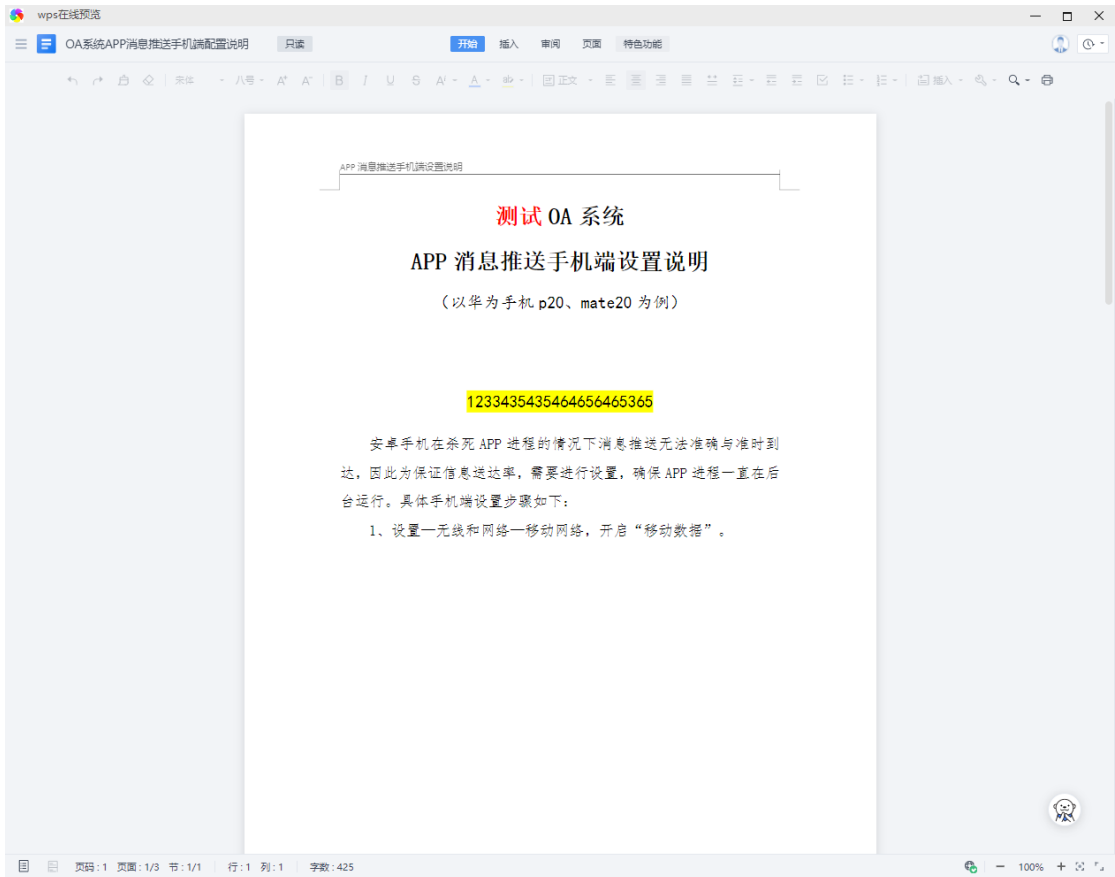 wps在线预览
OA系统APP消息推送手机端配置说明 只读 开始 插入 审阅 页面 特色功能
宋体 八号 A⁺ A⁻ B I U S A A 正文 插入
APP 消息推送手机端设置说明
测试 OA 系统
APP 消息推送手机端设置说明
（以华为手机 p20、mate20 为例）
1233435435464656465365
安卓手机在杀死 APP 进程的情况下消息推送无法准确与准时到
达，因此为保证信息送达率，需要进行设置，确保 APP 进程一直在后
台运行。具体手机端设置步骤如下：
1、设置—无线和网络—移动网络，开启“移动数据”。
页码: 1 页面: 1/3 节: 1/1 行: 1 列: 1 字数: 425 100%